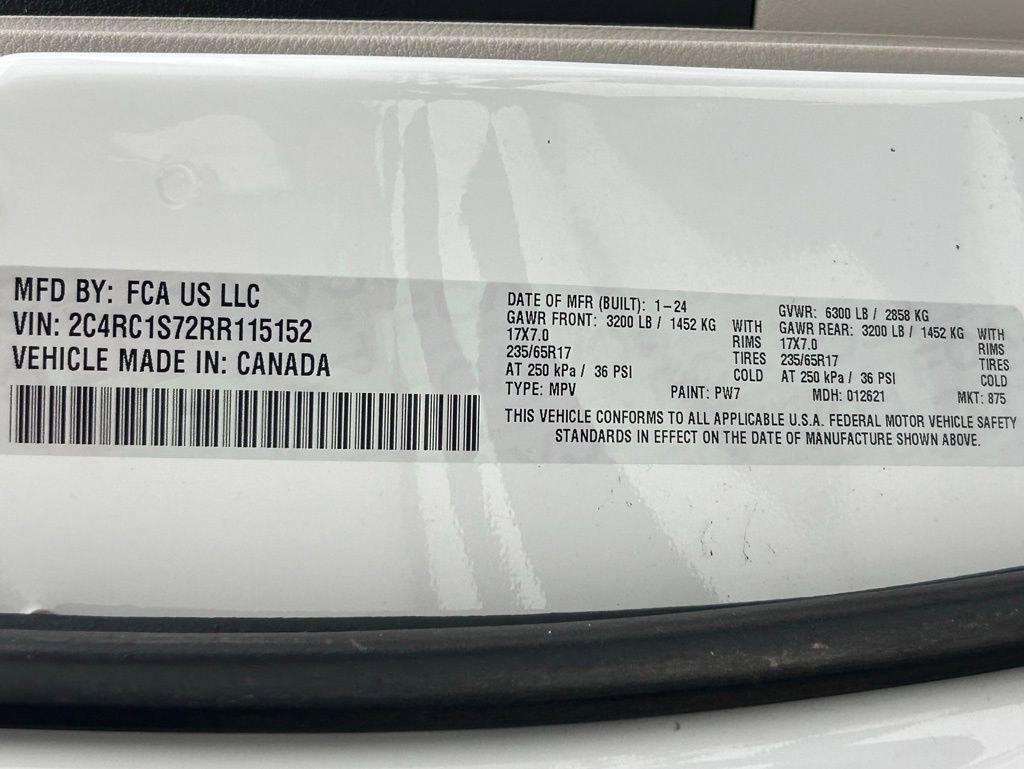 MFD BY: FCA US LLC
VIN: 2C4RC1S72RR115152
VEHICLE MADE IN: CANADA
DATE OF MFR (BUILT): 1-24
GAWR FRONT: 3200 LB / 1452 KG WITH
17X7.0 RIMS
235/65R17 TIRES
AT 250 kPa / 36 PSI COLD
TYPE: MPV PAINT: PW7
GVWR: 6300 LB / 2858 KG
GAWR REAR: 3200 LB / 1452 KG WITH
17X7.0 RIMS
235/65R17 TIRES
AT 250 kPa / 36 PSI COLD
MDH: 012621 MKT: 875
THIS VEHICLE CONFORMS TO ALL APPLICABLE U.S.A. FEDERAL MOTOR VEHICLE SAFETY
STANDARDS IN EFFECT ON THE DATE OF MANUFACTURE SHOWN ABOVE.